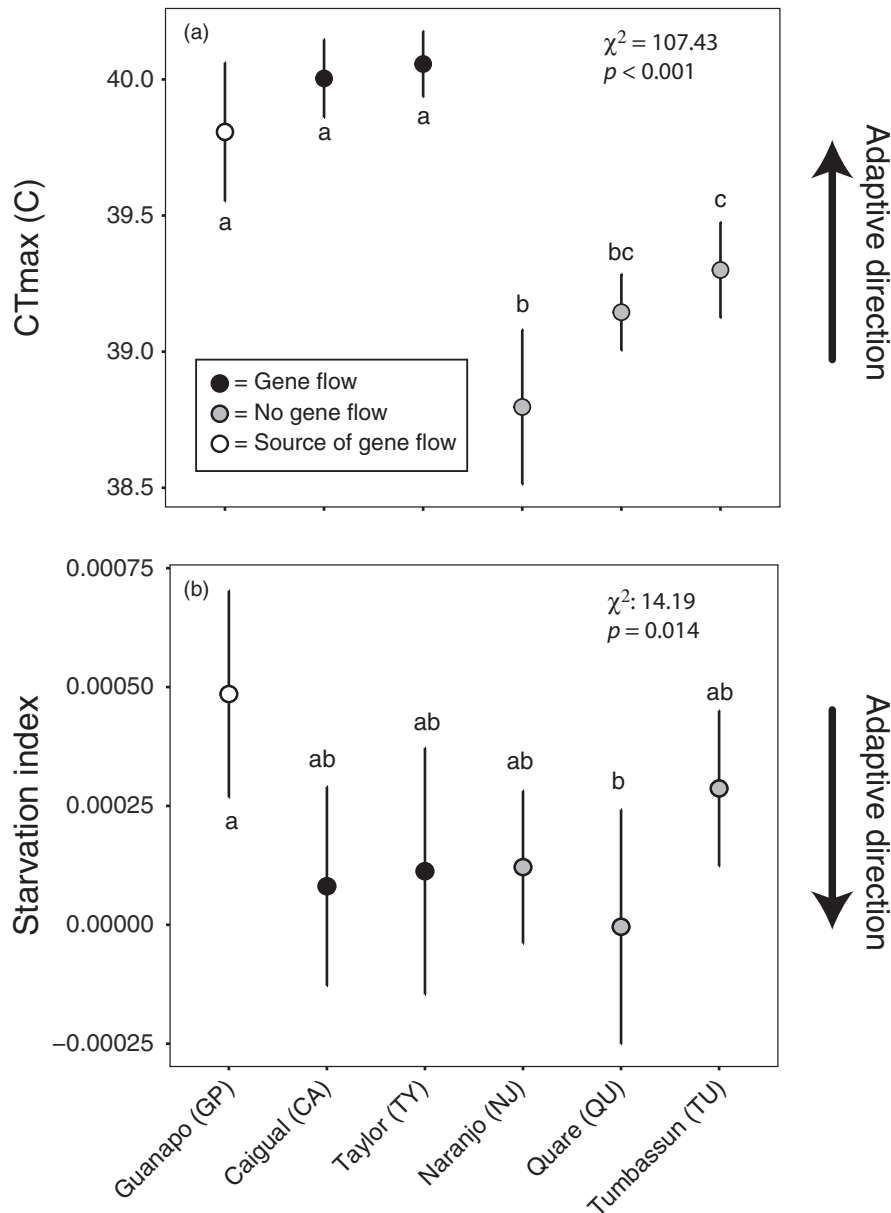 (a)
χ² = 107.43
p < 0.001
40.0
39.5
39.0
38.5
CTmax (C)
a
a
a
b
bc
c
= Gene flow
= No gene flow
= Source of gene flow
Adaptive direction
(b)
χ²: 14.19
p = 0.014
0.00075
0.00050
0.00025
0.00000
−0.00025
Starvation index
a
ab
ab
ab
b
ab
Adaptive direction
Guanapo (GP)
Caigual (CA)
Taylor (TY)
Naranjo (NJ)
Quare (QU)
Tumbassun (TU)